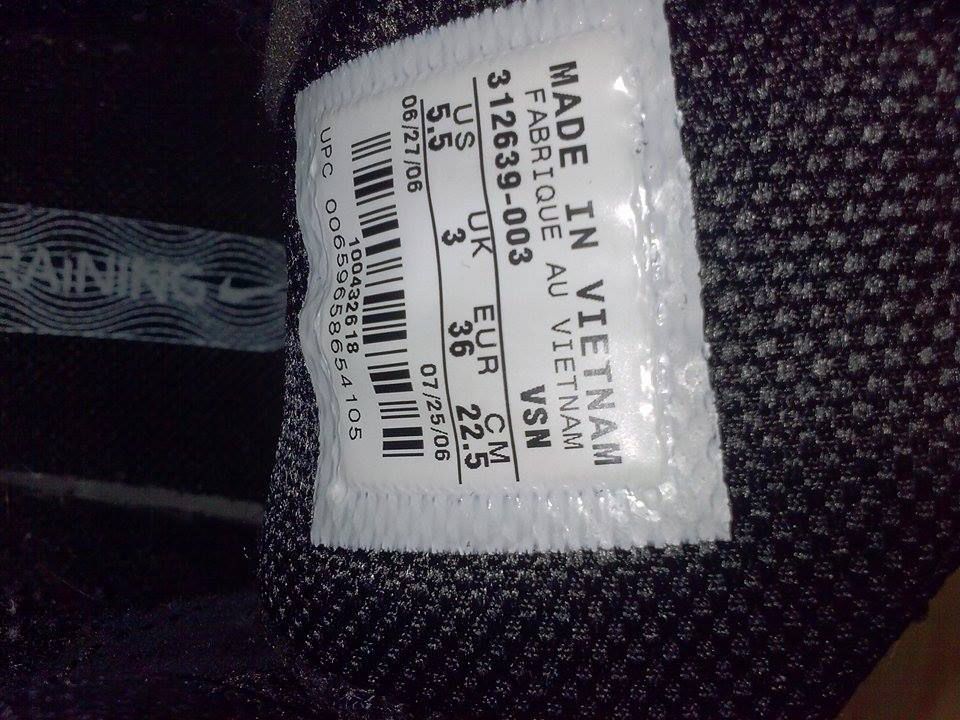 MADE IN VIETNAM
FABRIQUE AU VIETNAM
312639-003 VSN
US UK EUR CM
5.5 3 36 22.5
06/27/06 07/25/06
100432618
UPC 00659658654105
RAINING